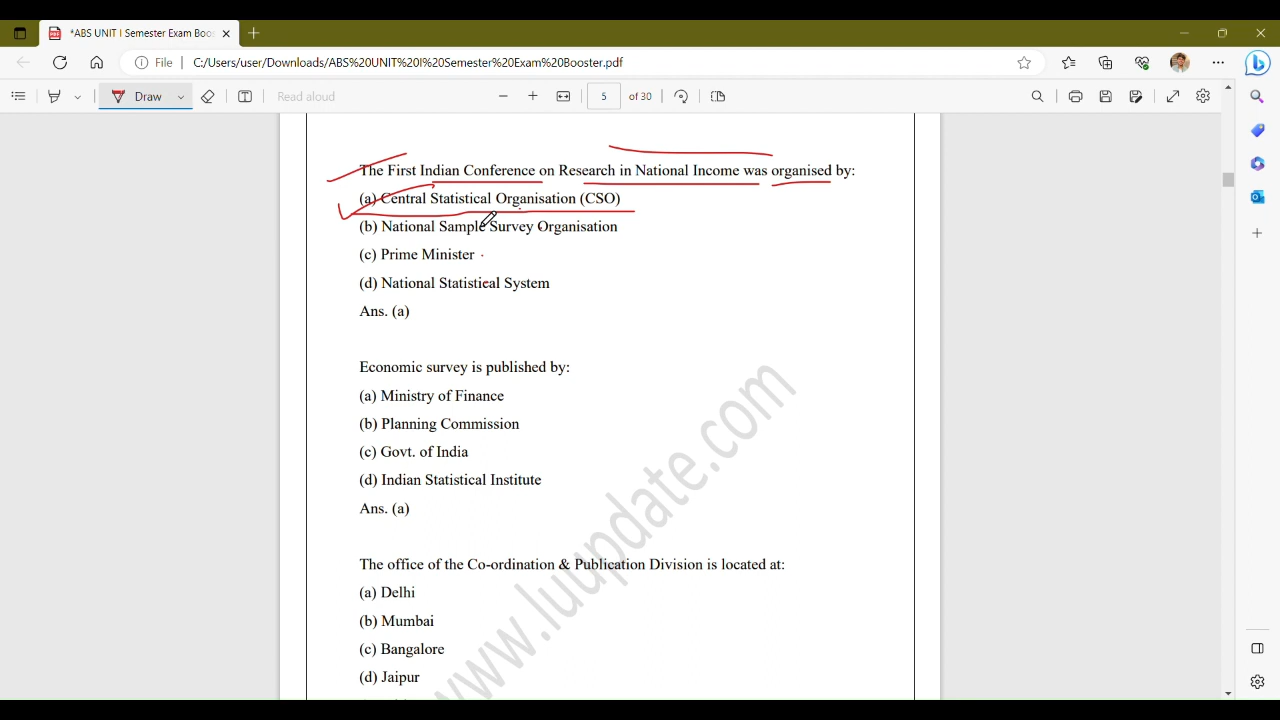 *ABS UNIT I Semester Exam Boo
File
C:/Users/user/Downloads/ABS%20UNIT%20I%20Semester%20Exam%20Booster.pdf
Draw
Read aloud
5
of 30
The First Indian Conference on Research in National Income was organised by:
(a) Central Statistical Organisation (CSO)
(b) National Sample Survey Organisation
(c) Prime Minister
(d) National Statistical System
Ans. (a)
Economic survey is published by:
(a) Ministry of Finance
(b) Planning Commission
(c) Govt. of India
(d) Indian Statistical Institute
Ans. (a)
The office of the Co-ordination & Publication Division is located at:
(a) Delhi
(b) Mumbai
(c) Bangalore
(d) Jaipur
www.luupdate.com